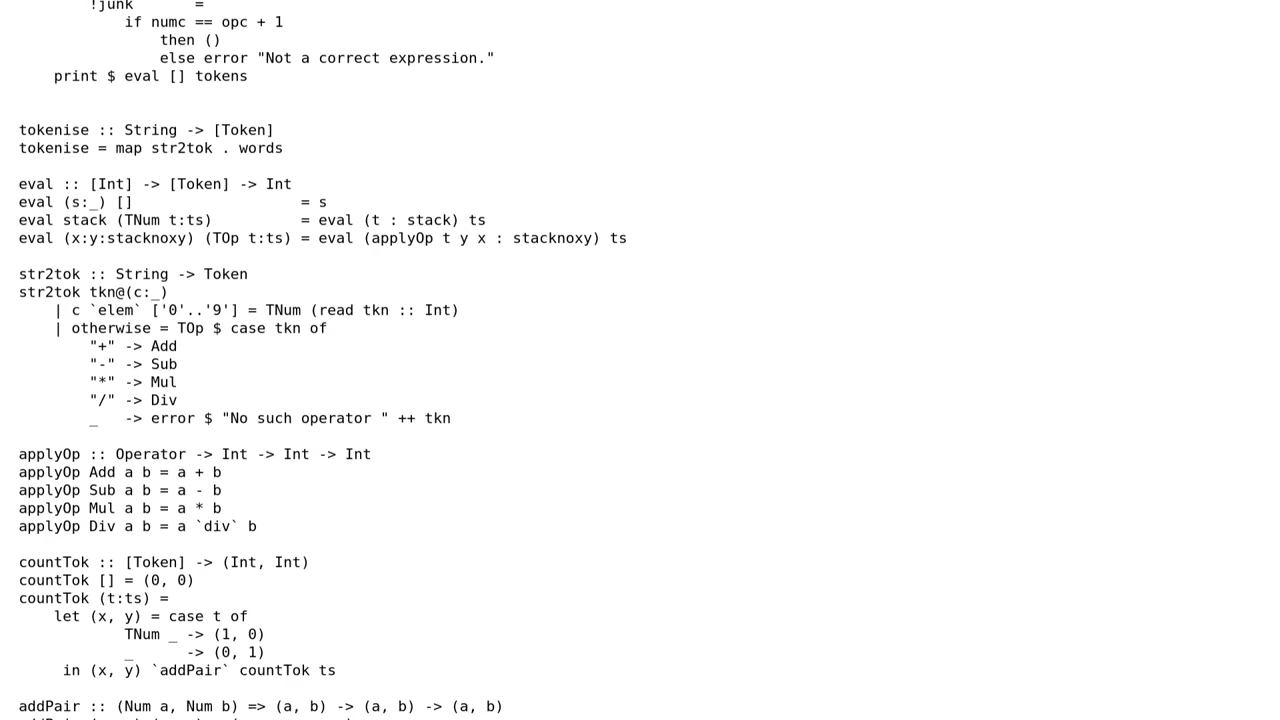 !junk       =
            if numc == opc + 1
                then ()
                else error "Not a correct expression."
    print $ eval [] tokens


tokenise :: String -> [Token]
tokenise = map str2tok . words

eval :: [Int] -> [Token] -> Int
eval (s:_) []                   = s
eval stack (TNum t:ts)          = eval (t : stack) ts
eval (x:y:stacknoxy) (TOp t:ts) = eval (applyOp t y x : stacknoxy) ts

str2tok :: String -> Token
str2tok tkn@(c:_)
    | c `elem` ['0'..'9'] = TNum (read tkn :: Int)
    | otherwise = TOp $ case tkn of
        "+" -> Add
        "-" -> Sub
        "*" -> Mul
        "/" -> Div
        _   -> error $ "No such operator " ++ tkn

applyOp :: Operator -> Int -> Int -> Int
applyOp Add a b = a + b
applyOp Sub a b = a - b
applyOp Mul a b = a * b
applyOp Div a b = a `div` b

countTok :: [Token] -> (Int, Int)
countTok [] = (0, 0)
countTok (t:ts) =
    let (x, y) = case t of
            TNum _ -> (1, 0)
            _      -> (0, 1)
     in (x, y) `addPair` countTok ts

addPair :: (Num a, Num b) => (a, b) -> (a, b) -> (a, b)